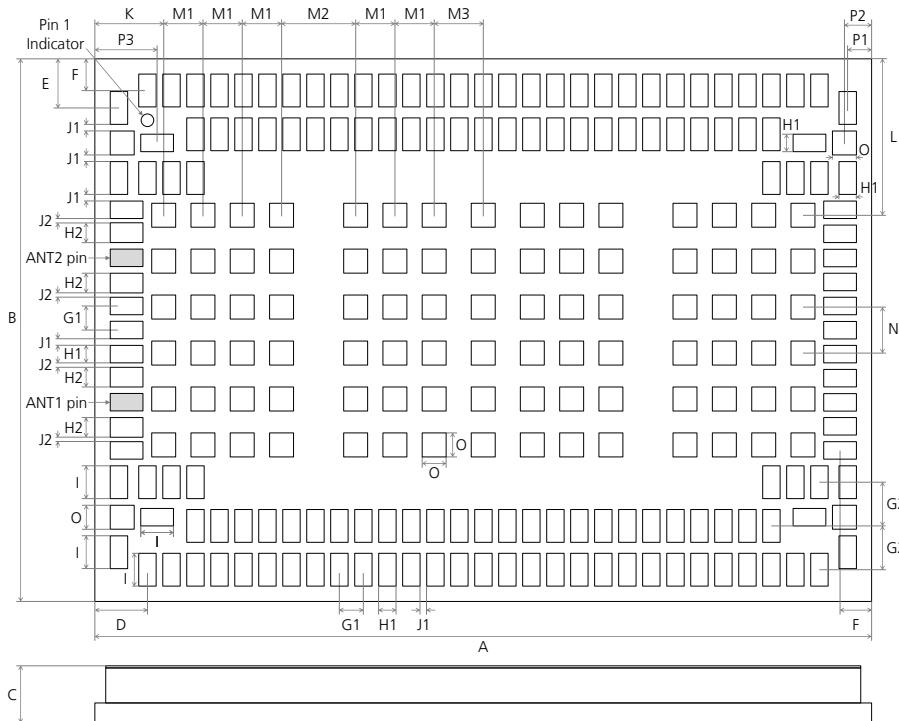 K M1 M1 M1 M2 M1 M1 M3 P2
Pin 1
Indicator
P3 P1
F
E
J1 H1 L
J1 O
J1 H1
J2
H2
ANT2 pin
H2
J2
G1
B N
J1
H1
J2
H2
ANT1 pin
H2 O
J2
O
I G2
O
I G2
I I
D G1 H1 J1 F
A
C